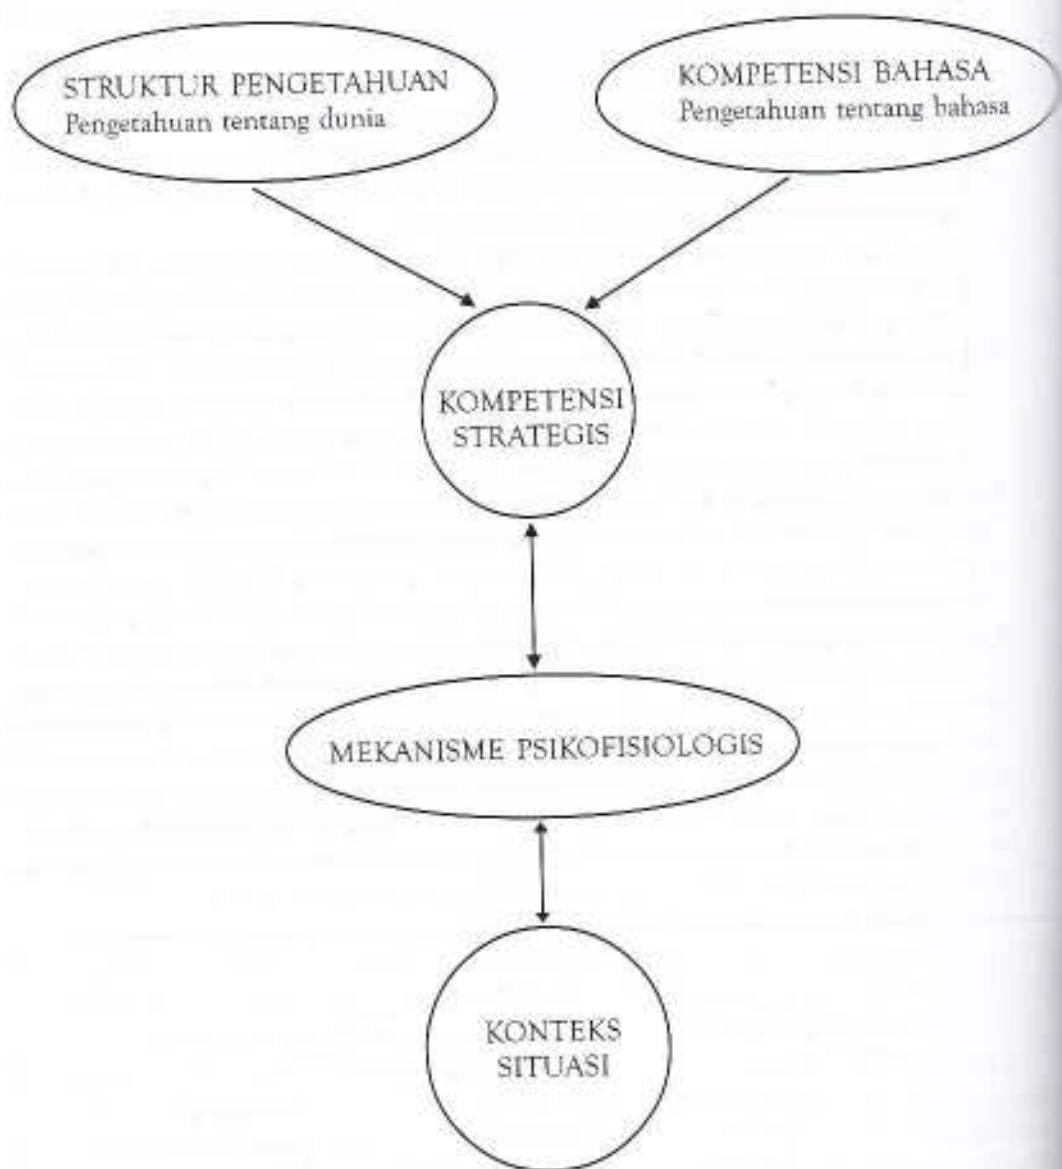 STRUKTUR PENGETAHUAN
Pengetahuan tentang dunia
KOMPETENSI BAHASA
Pengetahuan tentang bahasa
KOMPETENSI
STRATEGIS
MEKANISME PSIKOFISIOLOGIS
KONTEKS
SITUASI